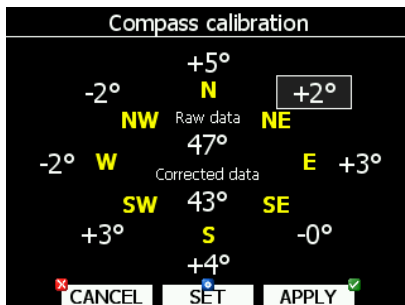 Compass calibration
+5°
-2° N +2°
NW Raw data NE
47°
-2° W E +3°
Corrected data
SW 43° SE
+3° S -0°
+4°
CANCEL SET APPLY